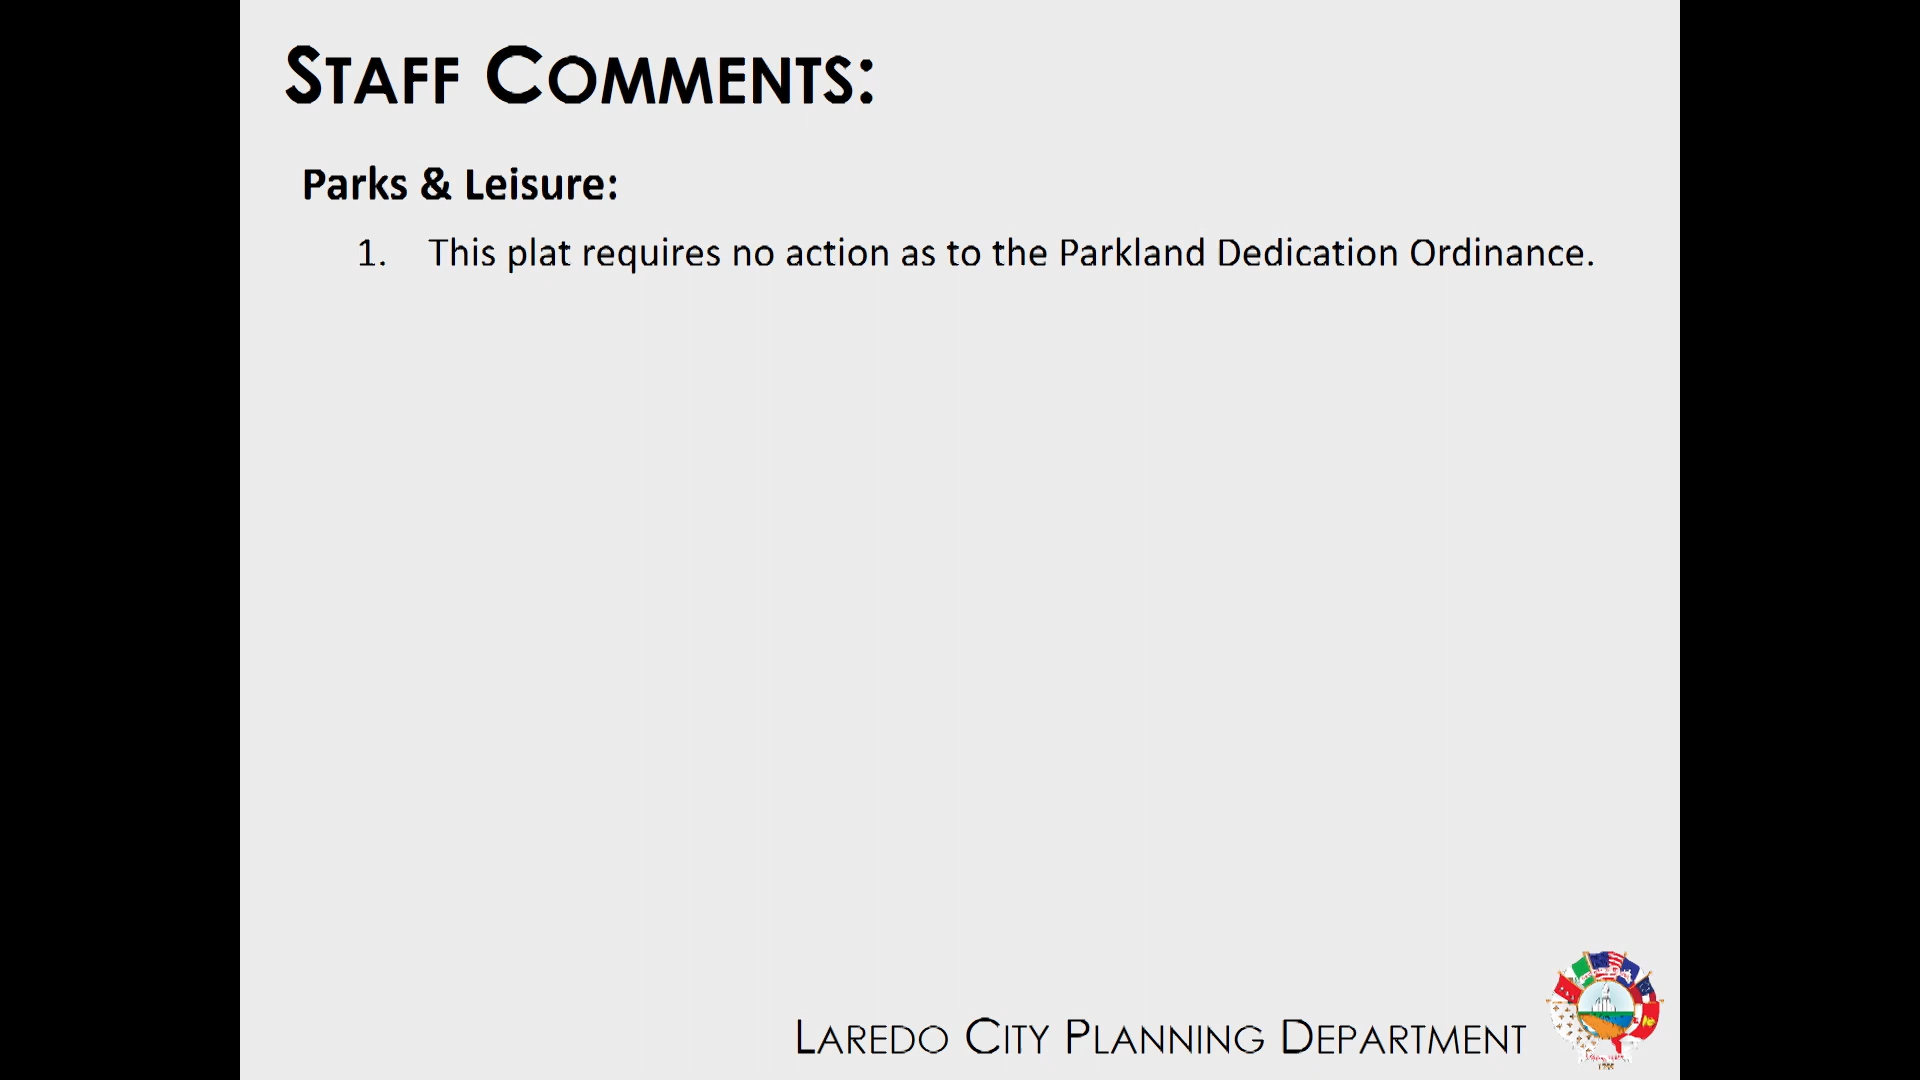 STAFF COMMENTS:
Parks & Leisure:
1. This plat requires no action as to the Parkland Dedication Ordinance.
LAREDO CITY PLANNING DEPARTMENT